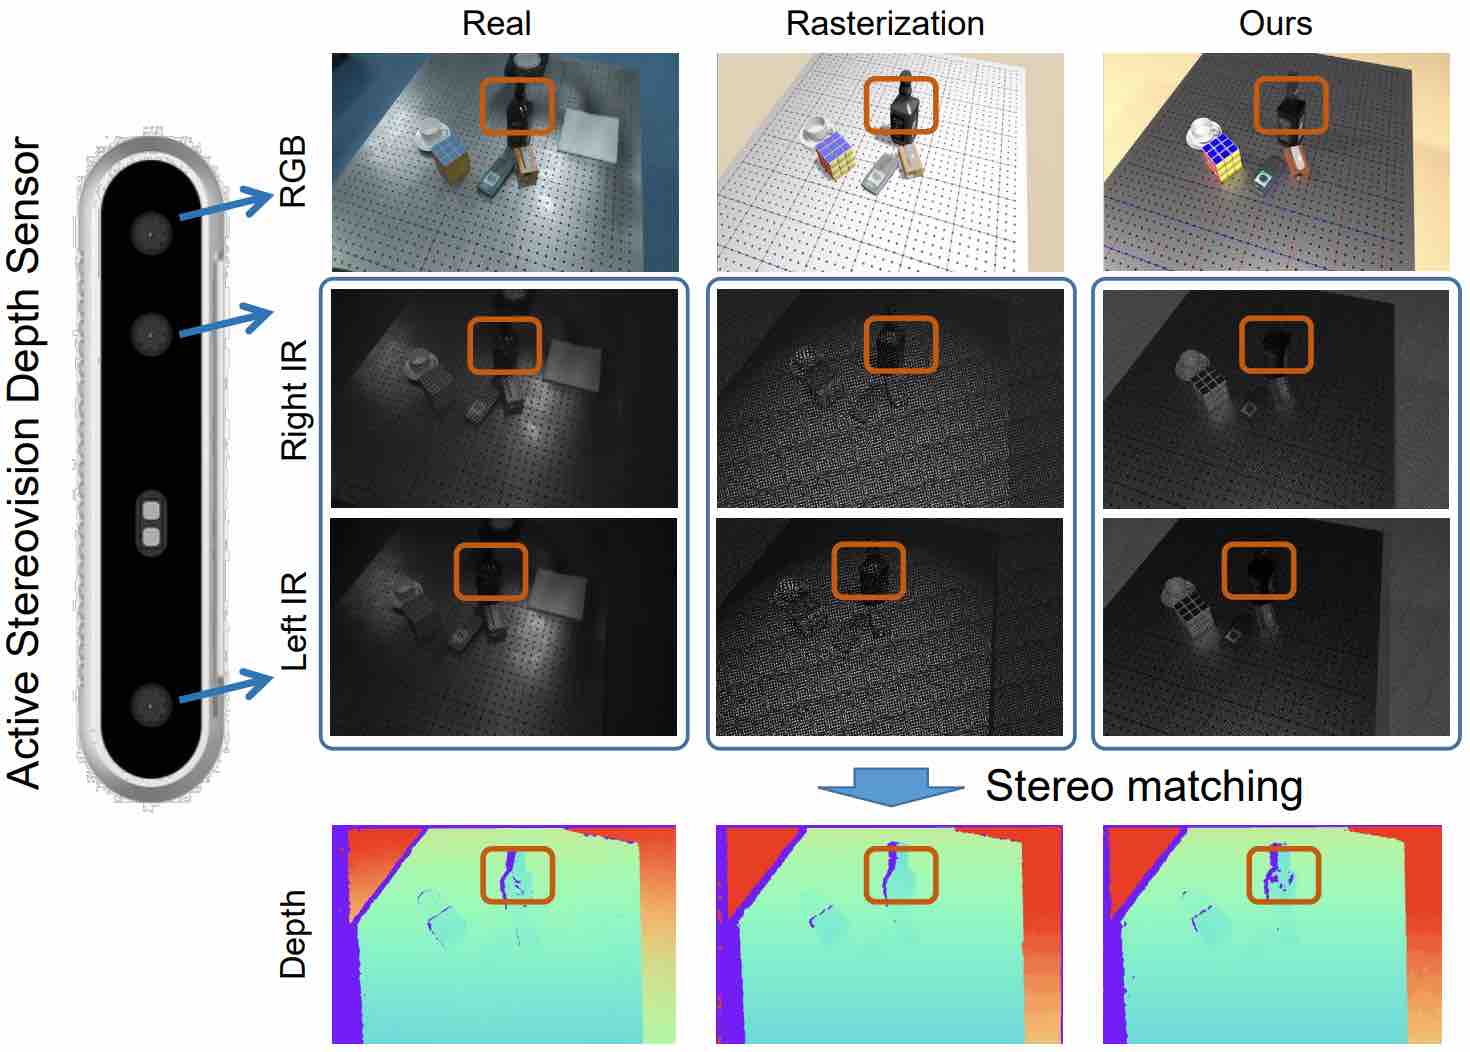 Real
Rasterization
Ours
Active Stereovision Depth Sensor
RGB
Right IR
Left IR
Stereo matching
Depth